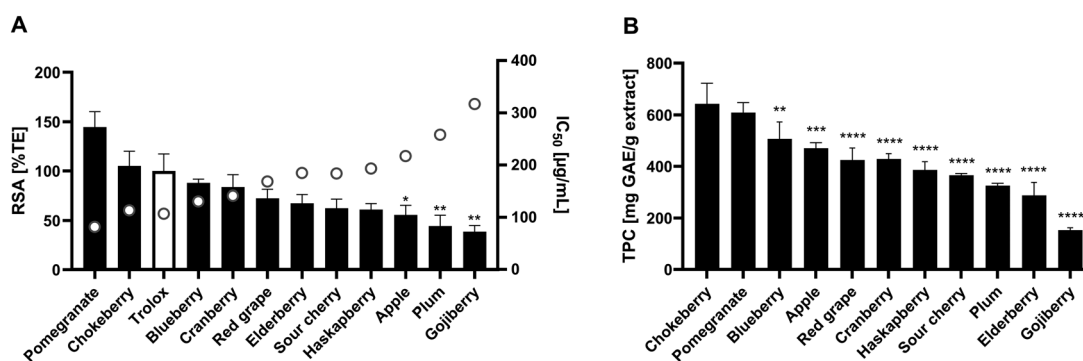 A
RSA [%TE]
200
150
100
50
0
400
300
200
100
0
IC50 [µg/mL]
* ** **
Pomegranate
Chokeberry
Trolox
Blueberry
Cranberry
Red grape
Elderberry
Sour cherry
Haskapberry
Apple
Plum
Gojiberry
B
TPC [mg GAE/g extract]
800
600
400
200
0
** *** **** **** **** **** **** **** ****
Chokeberry
Pomegranate
Blueberry
Apple
Red grape
Cranberry
Haskapberry
Sour cherry
Plum
Elderberry
Gojiberry